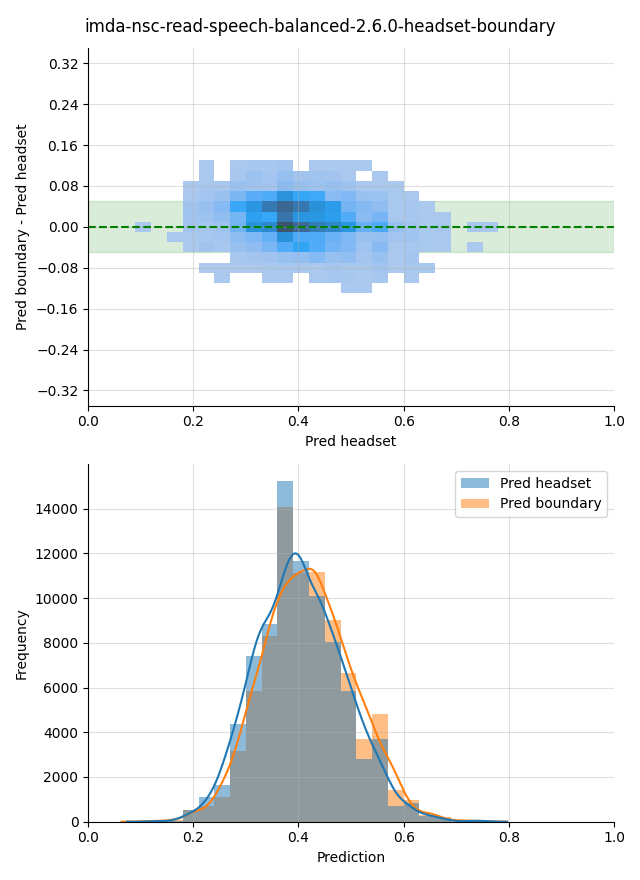 imda-nsc-read-speech-balanced-2.6.0-headset-boundary
0.32
0.24
0.16
0.08
0.00
−0.08
−0.16
−0.24
−0.32
Pred boundary - Pred headset
0.0 0.2 0.4 0.6 0.8 1.0
Pred headset
Pred headset
Pred boundary
14000
12000
10000
8000
6000
4000
2000
0
Frequency
0.0 0.2 0.4 0.6 0.8 1.0
Prediction